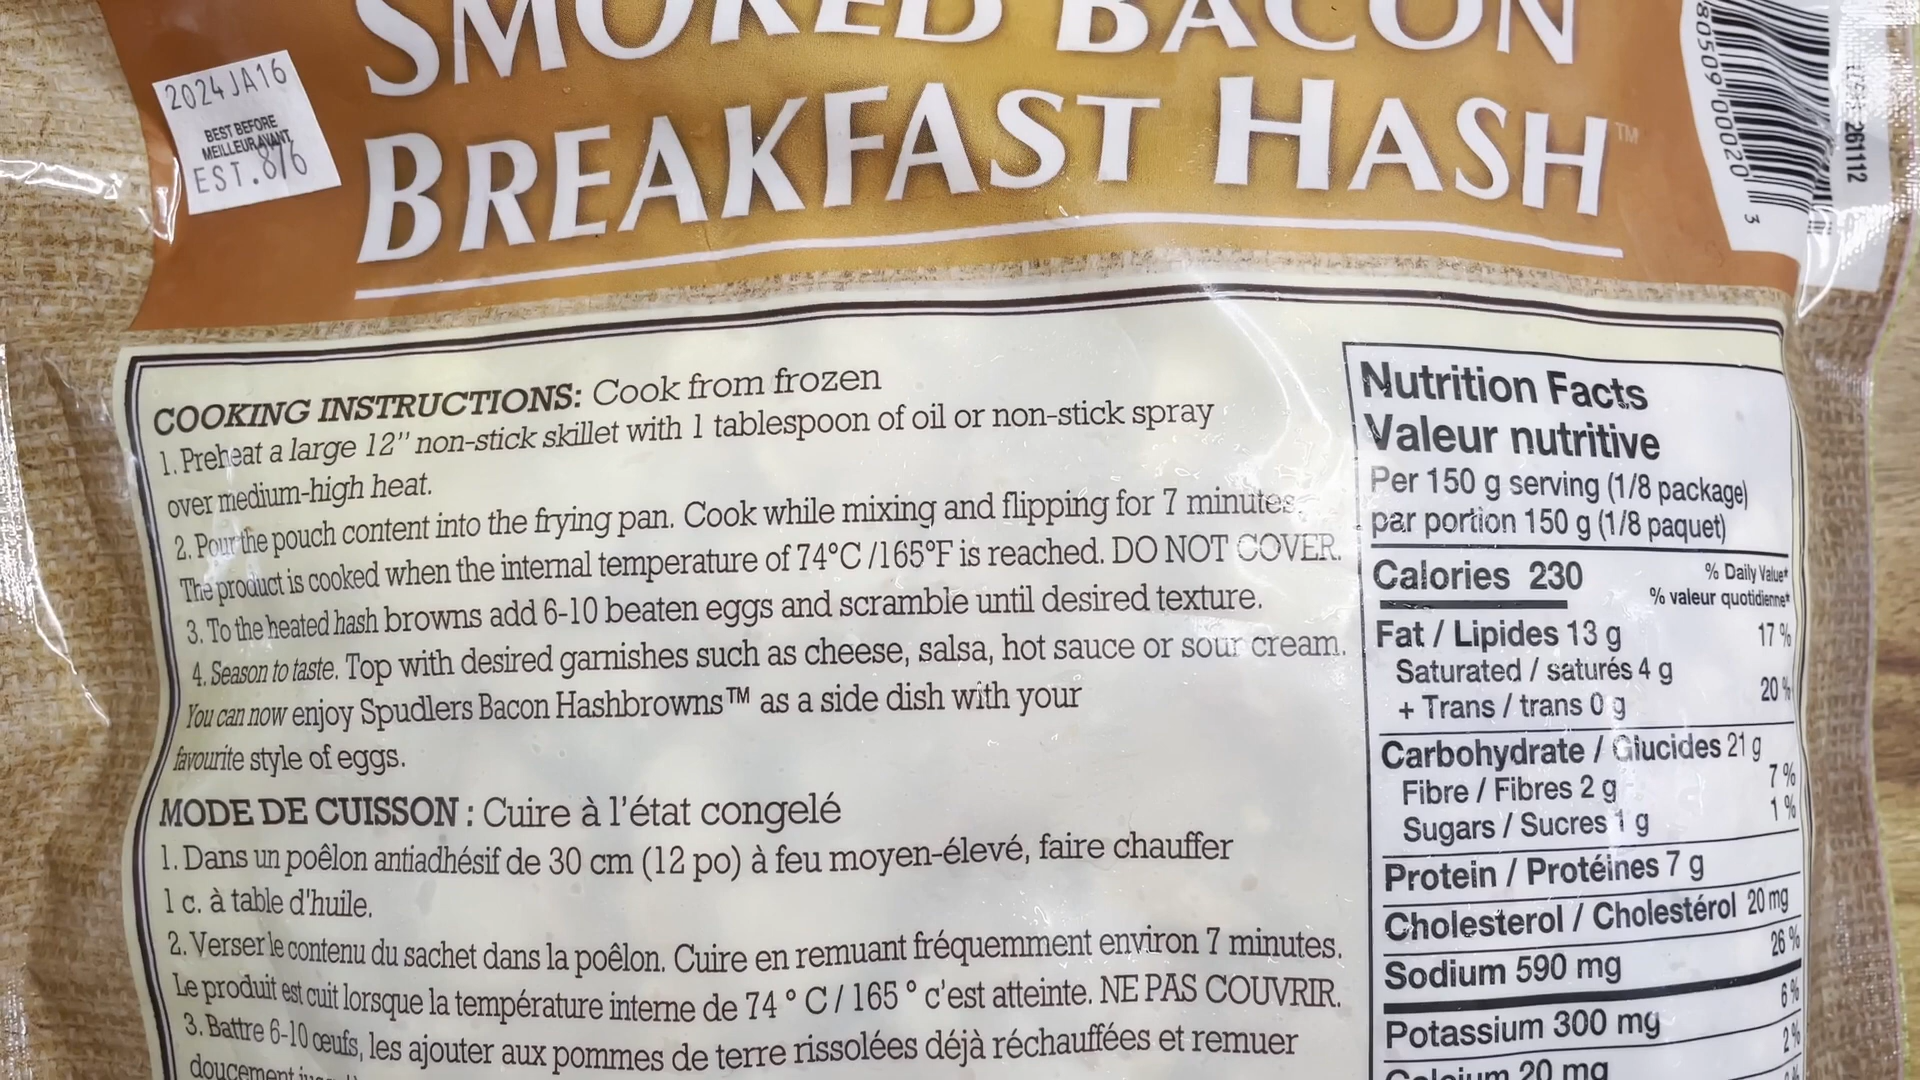 SMOKED BACON
BREAKFAST HASH™
2024 JA 16
BEST BEFORE
MEILLEUR AVANT
EST. 876
80509 00020 3
261112
COOKING INSTRUCTIONS: Cook from frozen
1. Preheat a large 12" non-stick skillet with 1 tablespoon of oil or non-stick spray
over medium-high heat.
2. Pour the pouch content into the frying pan. Cook while mixing and flipping for 7 minutes.
The product is cooked when the internal temperature of 74°C /165°F is reached. DO NOT COVER.
3. To the heated hash browns add 6-10 beaten eggs and scramble until desired texture.
4. Season to taste. Top with desired garnishes such as cheese, salsa, hot sauce or sour cream.
You can now enjoy Spudlers Bacon Hashbrowns™ as a side dish with your
favourite style of eggs.
MODE DE CUISSON : Cuire à l'état congelé
1. Dans un poêlon antiadhésif de 30 cm (12 po) à feu moyen-élevé, faire chauffer
1 c. à table d'huile.
2. Verser le contenu du sachet dans la poêlon. Cuire en remuant fréquemment environ 7 minutes.
Le produit est cuit lorsque la température interne de 74 ° C / 165 ° c'est atteinte. NE PAS COUVRIR.
3. Battre 6-10 œufs, les ajouter aux pommes de terre rissolées déjà réchauffées et remuer
doucement
Nutrition Facts
Valeur nutritive
Per 150 g serving (1/8 package)
par portion 150 g (1/8 paquet)
Calories 230
% Daily Value*
% valeur quotidienne*
Fat / Lipides 13 g 17 %
Saturated / saturés 4 g
+ Trans / trans 0 g 20 %
Carbohydrate / Glucides 21 g
Fibre / Fibres 2 g 7 %
Sugars / Sucres 1 g 1 %
Protein / Protéines 7 g
Cholesterol / Cholestérol 20 mg
Sodium 590 mg 26 %
Potassium 300 mg 6 %
Calcium 20 mg 2 %